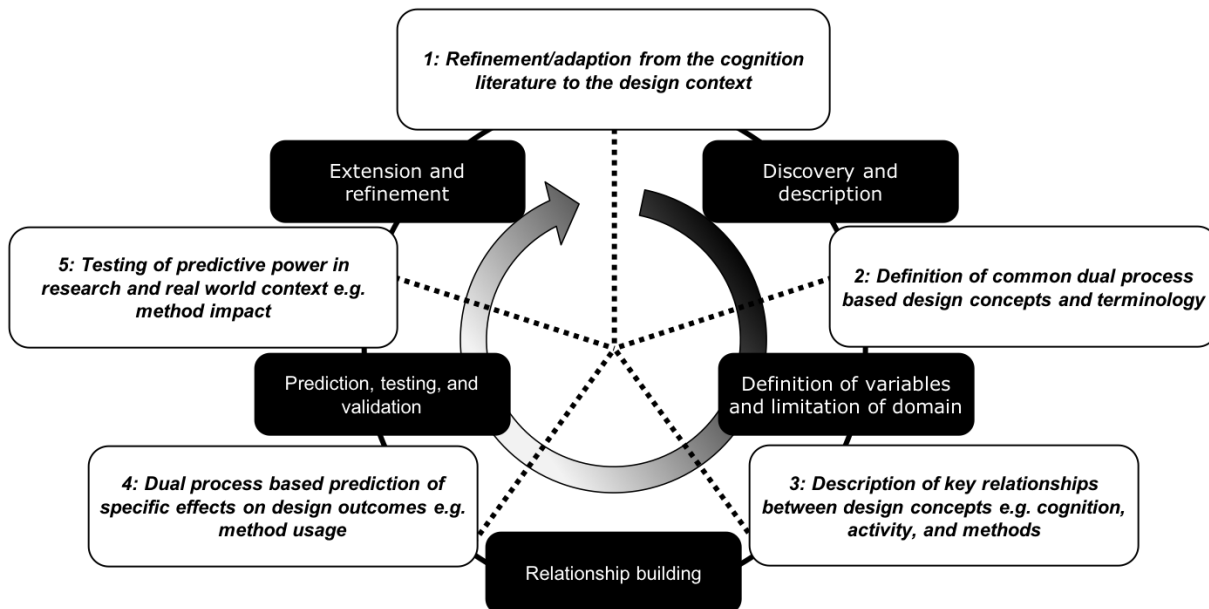 1: Refinement/adaption from the cognition
literature to the design context
Extension and
refinement
Discovery and
description
5: Testing of predictive power in
research and real world context e.g.
method impact
2: Definition of common dual process
based design concepts and terminology
Prediction, testing, and
validation
Definition of variables
and limitation of domain
4: Dual process based prediction of
specific effects on design outcomes e.g.
method usage
3: Description of key relationships
between design concepts e.g. cognition,
activity, and methods
Relationship building